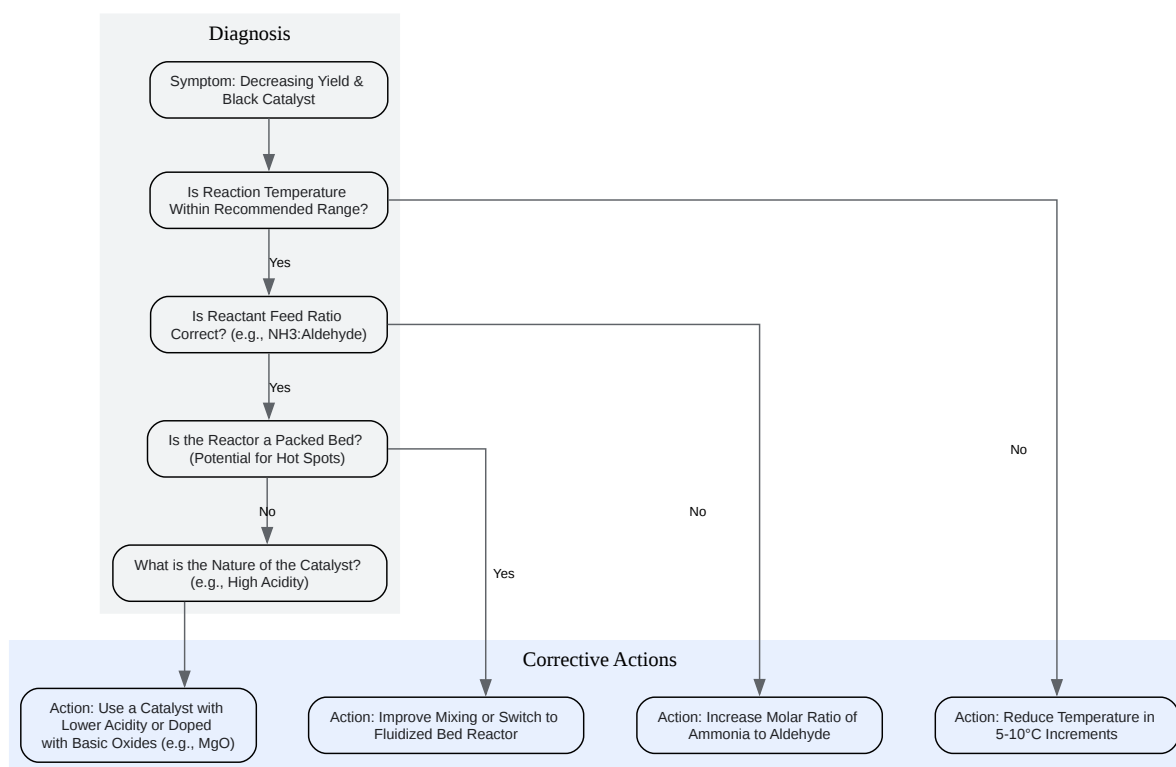 Diagnosis
Symptom: Decreasing Yield &
Black Catalyst
Is Reaction Temperature
Within Recommended Range?
Yes
Is Reactant Feed Ratio
Correct? (e.g., NH3:Aldehyde)
Yes
Is the Reactor a Packed Bed?
(Potential for Hot Spots)
No
No
No
What is the Nature of the Catalyst?
(e.g., High Acidity)
Yes
Corrective Actions
Action: Use a Catalyst with
Lower Acidity or Doped
with Basic Oxides (e.g., MgO)
Action: Improve Mixing or Switch to
Fluidized Bed Reactor
Action: Increase Molar Ratio of
Ammonia to Aldehyde
Action: Reduce Temperature in
5-10°C Increments